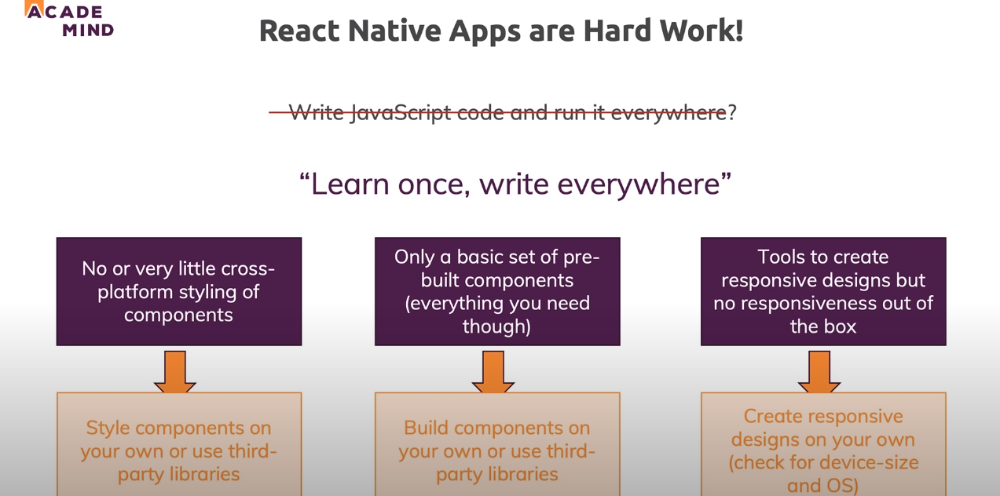 ACADE
MIND
React Native Apps are Hard Work!
Write JavaScript code and run it everywhere?
“Learn once, write everywhere”
No or very little cross-
platform styling of
components
Only a basic set of pre-
built components
(everything you need
though)
Tools to create
responsive designs but
no responsiveness out of
the box
Style components on
your own or use third-
party libraries
Build components on
your own or use third-
party libraries
Create responsive
designs on your own
(check for device-size
and OS)